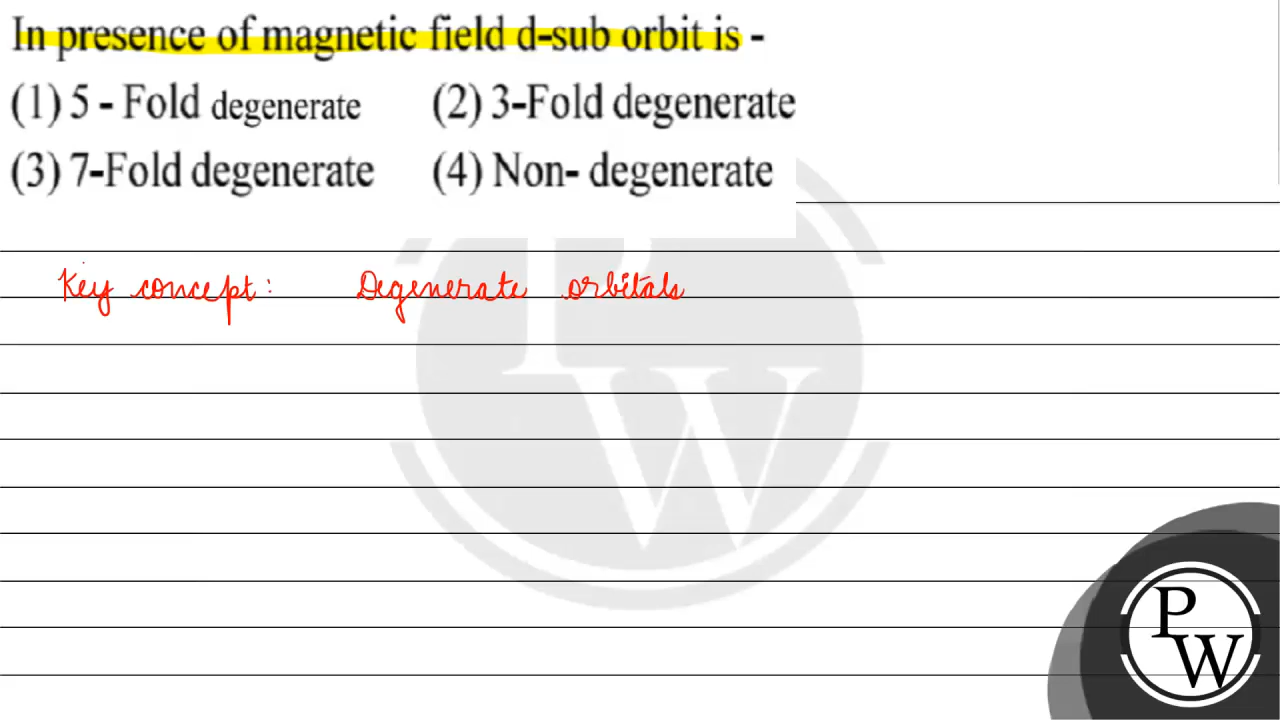 In presence of magnetic field d-sub orbit is -
(1) 5 - Fold degenerate (2) 3-Fold degenerate
(3) 7-Fold degenerate (4) Non- degenerate
Key concept: Degenerate orbitals
PW
PW